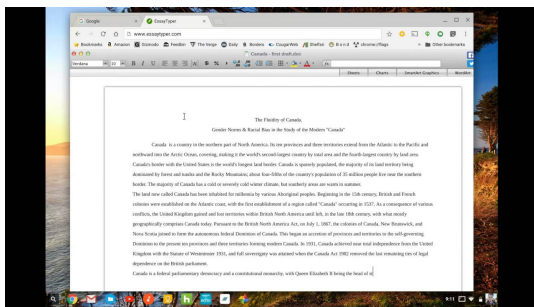 Google
EssayTyper
www.essaytyper.com
Bookmarks Amazon Gizmodo Feedbin The Verge Daily Borders CougarWeb Shelfari Brand chrome://flags Other bookmarks
Canada - first draft.doc
Verdana 10 B I U
Sheets Charts SmartArt Graphics WordArt
The Fluidity of Canada.
Gender Norms & Racial Bias in the Study of the Modern "Canada"
Canada is a country in the northern part of North America. Its ten provinces and three territories extend from the Atlantic to the Pacific and
northward into the Arctic Ocean, covering, making it the world's second-largest country by total area and the fourth-largest country by land area.
Canada's border with the United States is the world's longest land border. Canada is sparsely populated, the majority of its land territory being
dominated by forest and tundra and the Rocky Mountains; about four-fifths of the country's population of 35 million people live near the southern
border. The majority of Canada has a cold or severely cold winter climate, but southerly areas are warm in summer.
The land now called Canada has been inhabited for millennia by various Aboriginal peoples. Beginning in the 15th century, British and French
colonies were established on the Atlantic coast, with the first establishment of a region called "Canada" occurring in 1537. As a consequence of various
conflicts, the United Kingdom gained and lost territories within British North America and left, in the late 18th century, with what mostly
geographically comprises Canada today. Pursuant to the British North America Act, on July 1, 1867, the colonies of Canada, New Brunswick, and
Nova Scotia joined to form the autonomous federal Dominion of Canada. This began an accretion of provinces and territories to the self-governing
Dominion to the present ten provinces and three territories forming modern Canada. In 1931, Canada achieved near total independence from the United
Kingdom with the Statute of Westminster 1931, and full sovereignty was attained when the Canada Act 1982 removed the last remaining ties of legal
dependence on the British parliament.
Canada is a federal parliamentary democracy and a constitutional monarchy, with Queen Elizabeth II being the head of st
9:11